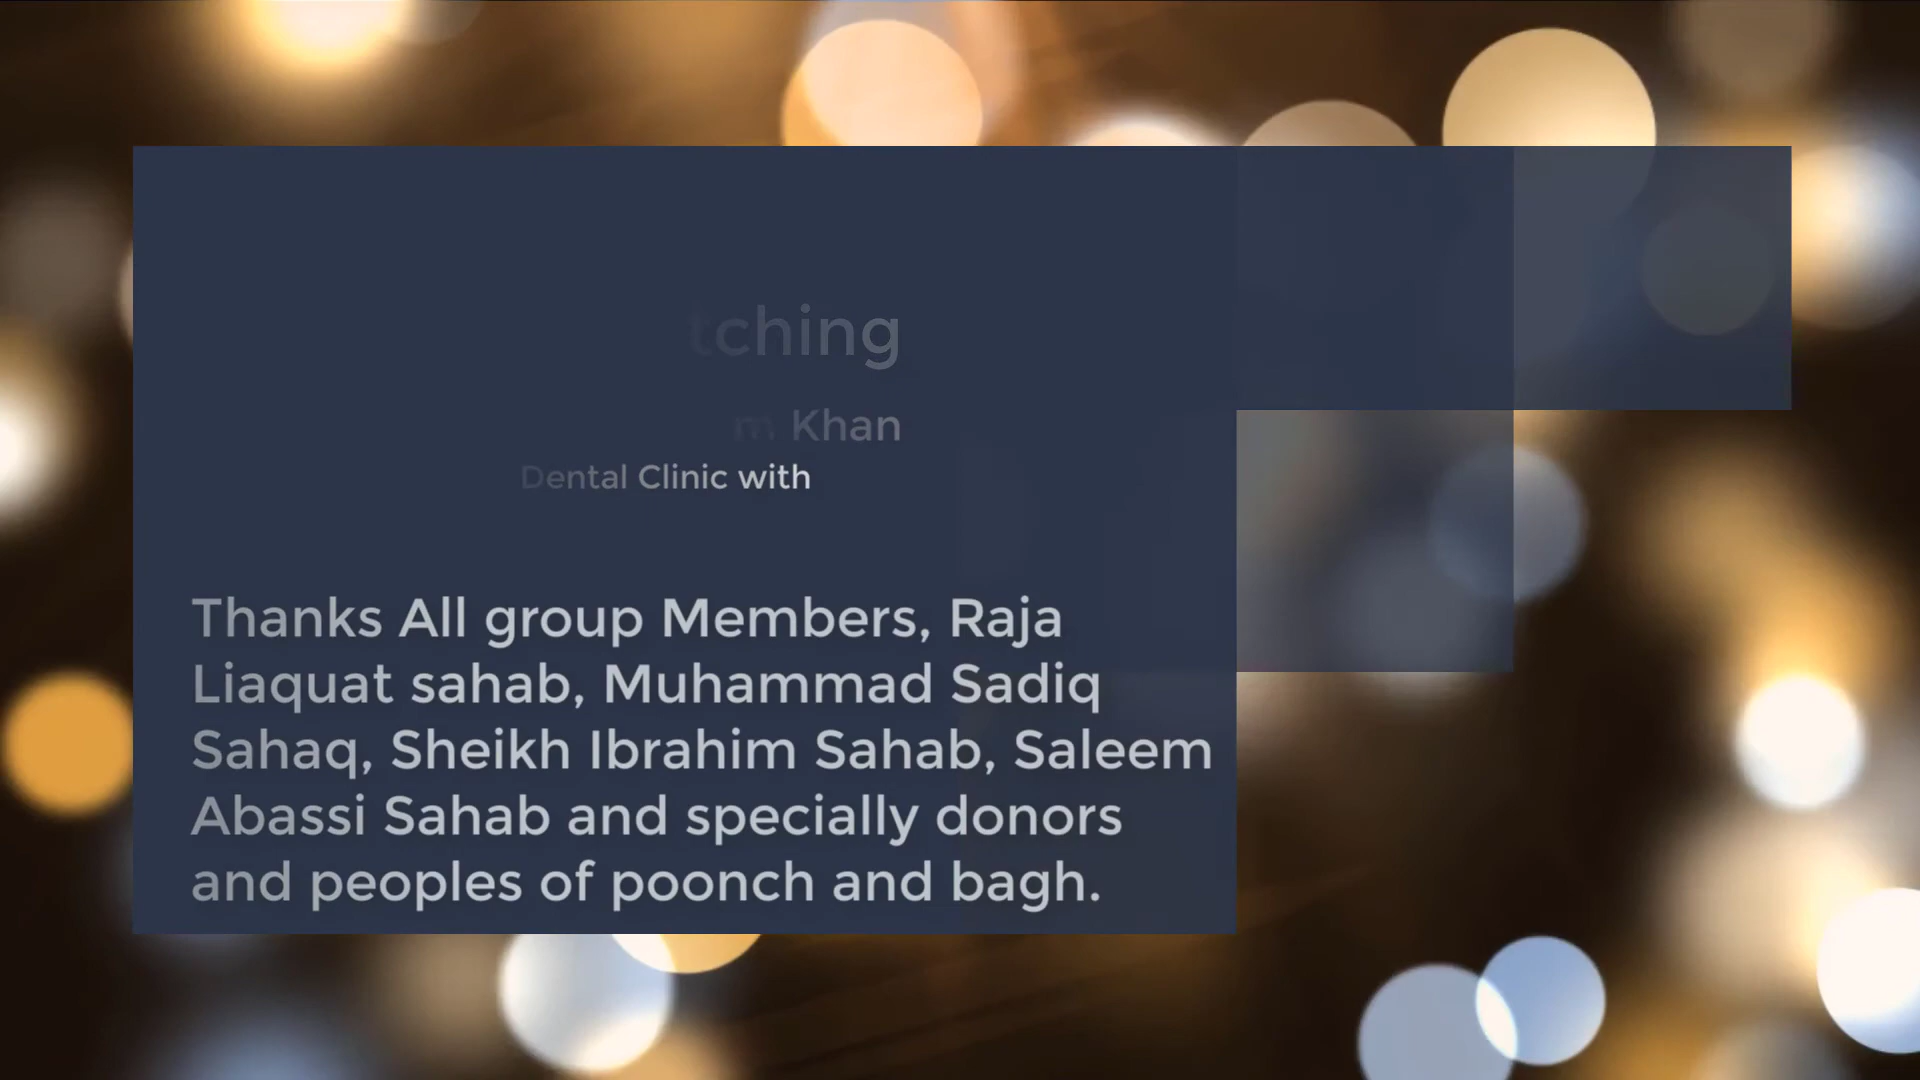 tching
m Khan
Dental Clinic with
Thanks All group Members, Raja
Liaquat sahab, Muhammad Sadiq
Sahaq, Sheikh Ibrahim Sahab, Saleem
Abassi Sahab and specially donors
and peoples of poonch and bagh.